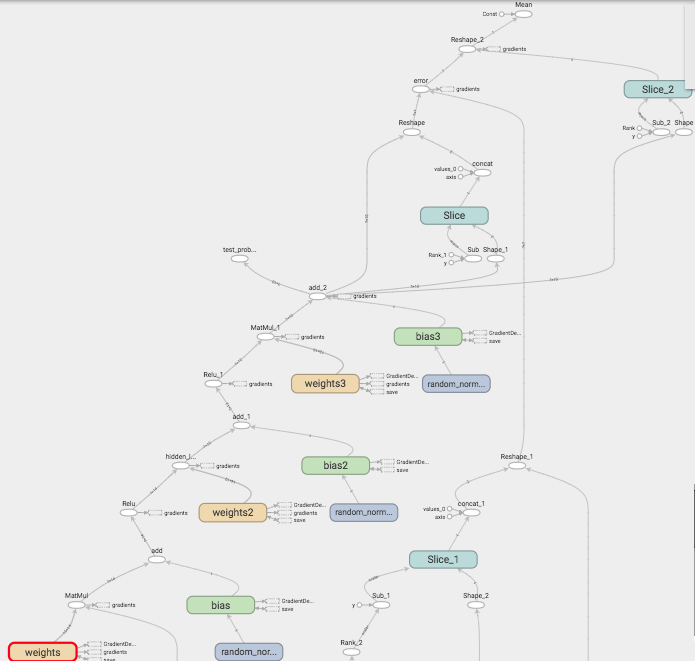 Mean
Const
Reshape_2
gradients
error
gradients
Slice_2
Reshape
Rank
Sub_2
Shape
y
concat
values_0
axis
Slice
test_prob...
Rank_1
Sub
Shape_1
y
add_2
gradients
MatMul_1
gradients
bias3
GradientDe...
save
Relu_1
gradients
weights3
GradientDe...
gradients
save
random_norm...
add_1
hidden_l...
gradients
bias2
GradientDe...
save
Reshape_1
Relu
gradients
weights2
GradientDe...
gradients
save
random_norm...
concat_1
values_0
axis
add
Slice_1
MatMul
gradients
bias
GradientDe...
save
y
Sub_1
Shape_2
weights
GradientDe...
gradients
save
random_nor...
Rank_2